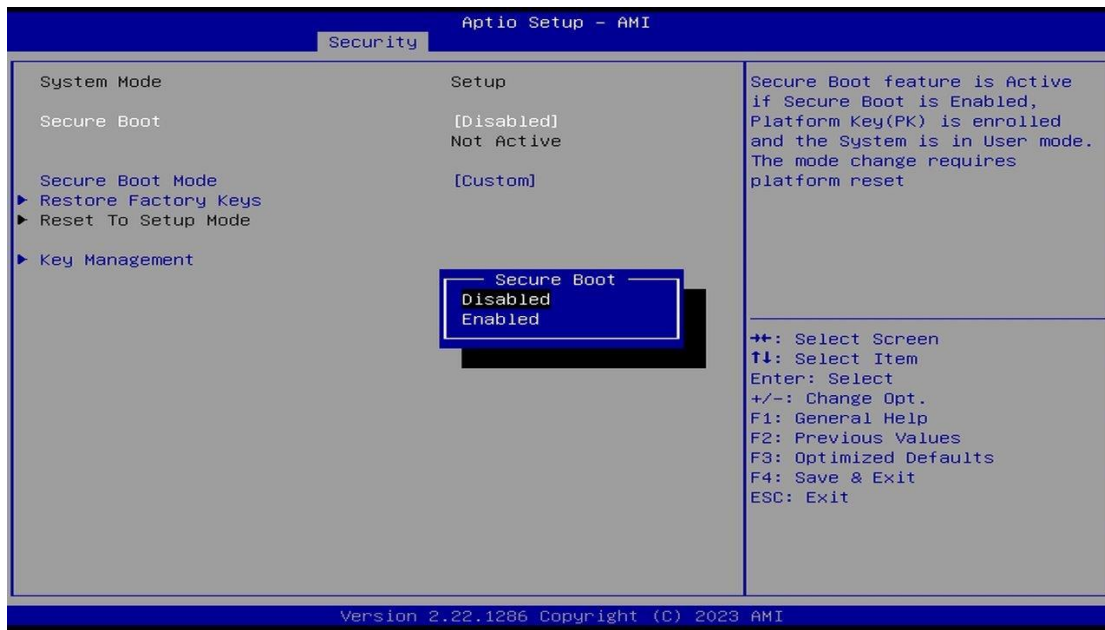 Aptio Setup – AMI
Security
System Mode Setup
Secure Boot [Disabled]
Not Active
Secure Boot Mode [Custom]
▶ Restore Factory Keys
▶ Reset To Setup Mode
▶ Key Management
Secure Boot
Disabled
Enabled
Secure Boot feature is Active
if Secure Boot is Enabled,
Platform Key(PK) is enrolled
and the System is in User mode.
The mode change requires
platform reset
→←: Select Screen
↑↓: Select Item
Enter: Select
+/-: Change Opt.
F1: General Help
F2: Previous Values
F3: Optimized Defaults
F4: Save & Exit
ESC: Exit
Version 2.22.1286 Copyright (C) 2023 AMI